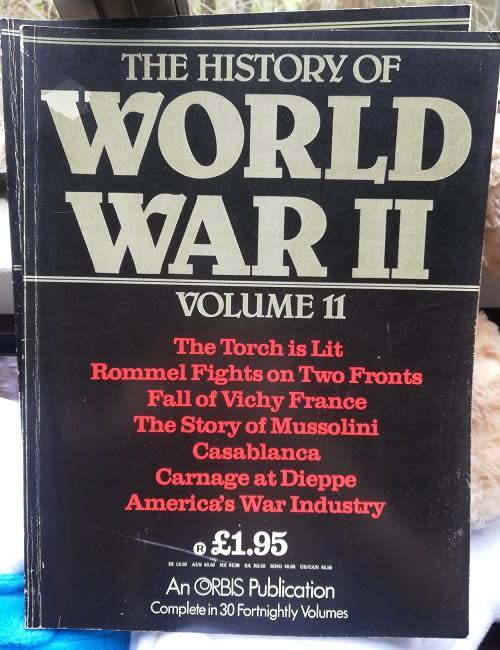 THE HISTORY OF
WORLD
WAR II
VOLUME 11
The Torch is Lit
Rommel Fights on Two Fronts
Fall of Vichy France
The Story of Mussolini
Casablanca
Carnage at Dieppe
America's War Industry
® £1.95
An ORBIS Publication
Complete in 30 Fortnightly Volumes